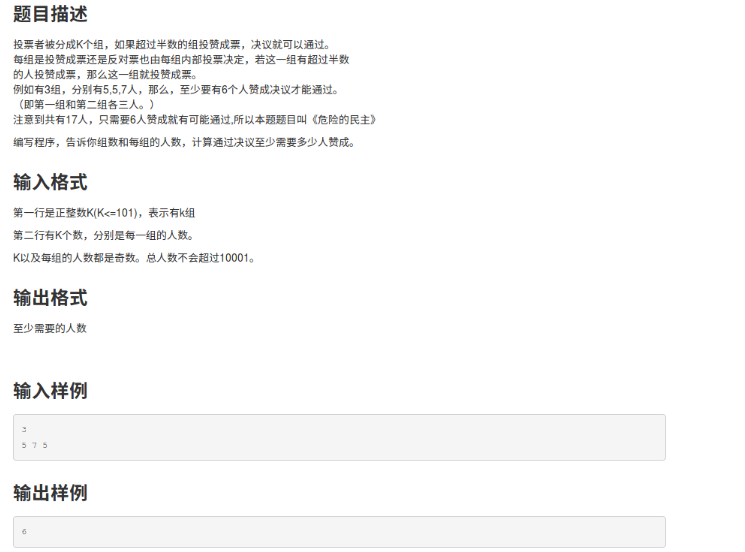 题目描述
投票者被分成K个组，如果超过半数的组投赞成票，决议就可以通过。
每组是投赞成票还是反对票也由每组内部投票决定，若这一组有超过半数
的人投赞成票，那么这一组就投赞成票。
例如有3组，分别有5,5,7人，那么，至少要有6个人赞成决议才能通过。
（即第一组和第二组各三人。）
注意到共有17人，只需要6人赞成就有可能通过,所以本题题目叫《危险的民主》
编写程序，告诉你组数和每组的人数，计算通过决议至少需要多少人赞成。
输入格式
第一行是正整数K(K<=101)，表示有k组
第二行有K个数，分别是每一组的人数。
K以及每组的人数都是奇数。总人数不会超过10001。
输出格式
至少需要的人数
输入样例
3
5 7 5
输出样例
6